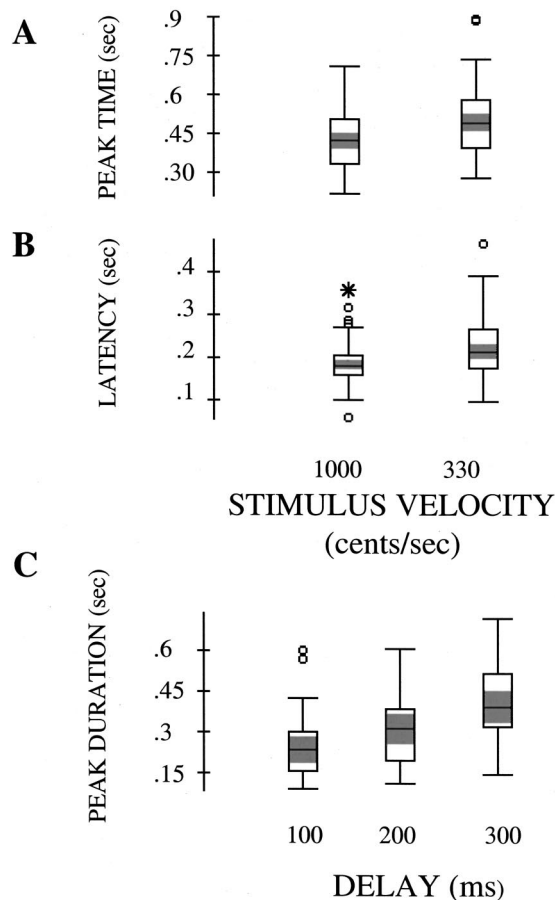 A
PEAK TIME (sec)
.9
.75
.6
.45
.30
B
LATENCY (sec)
.4
.3
.2
.1
1000 330
STIMULUS VELOCITY
(cents/sec)
C
PEAK DURATION (sec)
.6
.45
.3
.15
100 200 300
DELAY (ms)